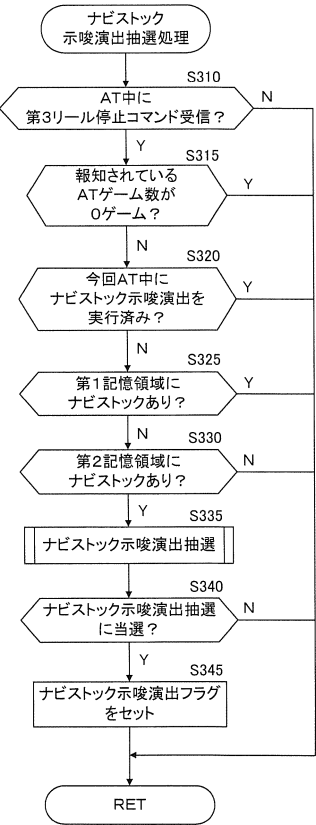 ナビストック
示唆演出抽選処理
S310
AT中に
第3リール停止コマンド受信？
N
Y
S315
報知されている
ATゲーム数が
0ゲーム？
Y
N
S320
今回AT中に
ナビストック示唆演出を
実行済み？
Y
N
S325
第1記憶領域に
ナビストックあり？
Y
N
S330
第2記憶領域に
ナビストックあり？
N
Y
S335
ナビストック示唆演出抽選
S340
ナビストック示唆演出抽選
に当選？
N
Y
S345
ナビストック示唆演出フラグ
をセット
RET